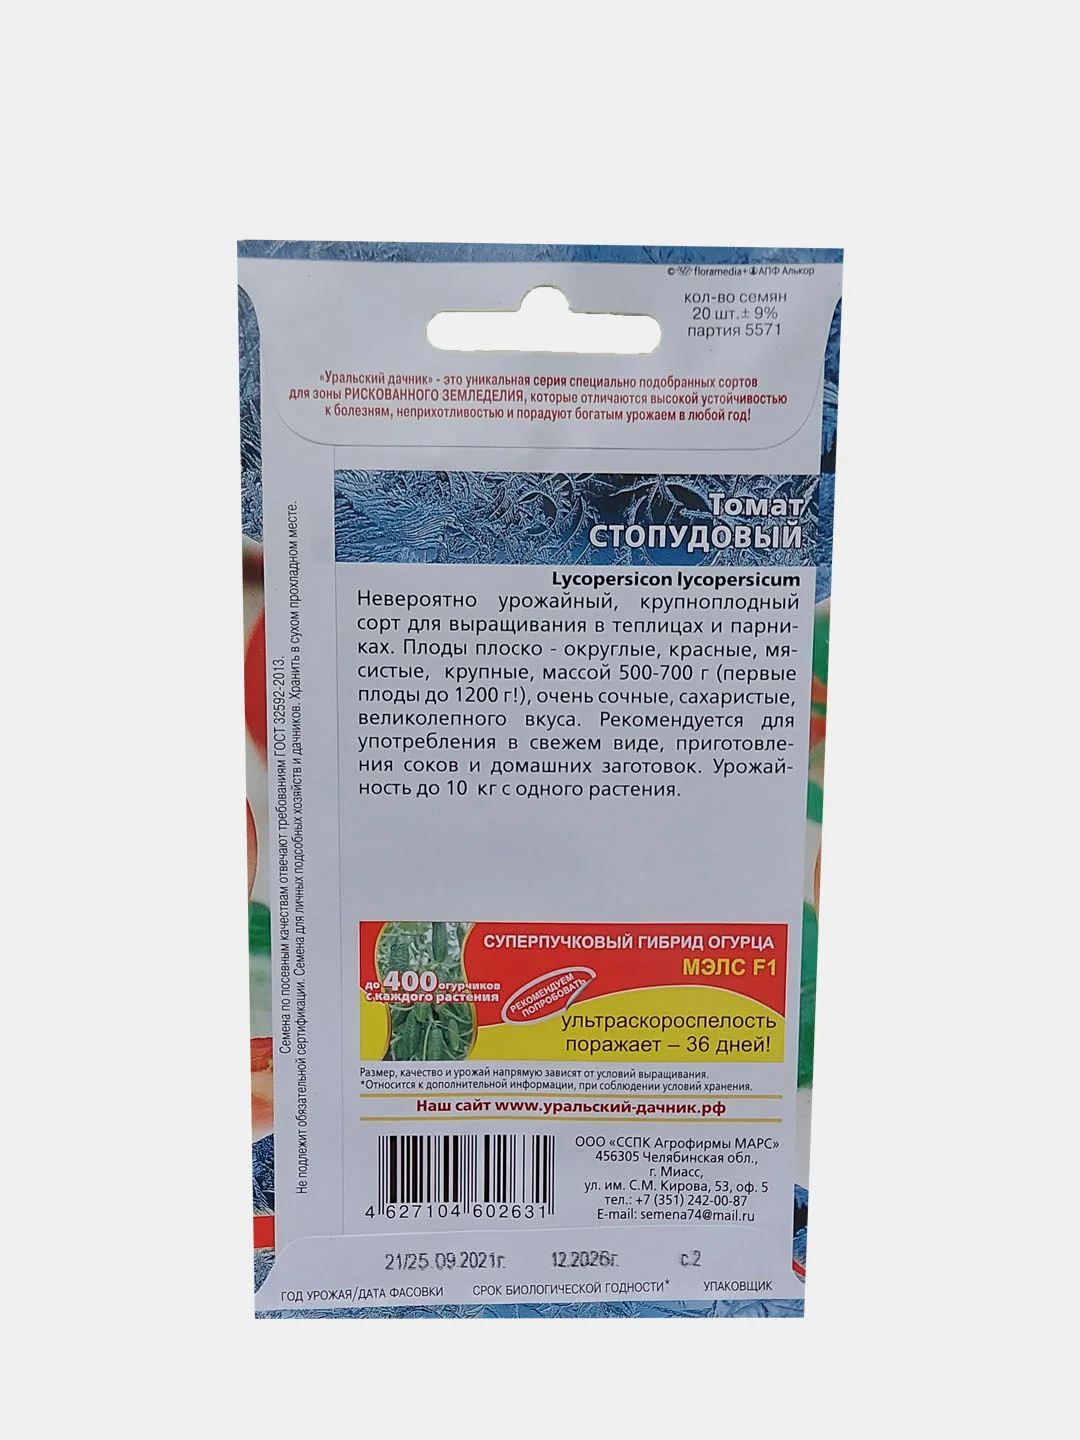 © floramedia+ АПФ Алькор
кол-во семян
20 шт.± 9%
партия 5571
«Уральский дачник» - это уникальная серия специально подобранных сортов
для зоны РИСКОВАННОГО ЗЕМЛЕДЕЛИЯ, которые отличаются высокой устойчивостью
к болезням, неприхотливостью и порадуют богатым урожаем в любой год!
Томат
СТОПУДОВЫЙ
Lycopersicon lycopersicum
Невероятно урожайный, крупноплодный
сорт для выращивания в теплицах и парни-
ках. Плоды плоско - округлые, красные, мя-
систые, крупные, массой 500-700 г (первые
плоды до 1200 г!), очень сочные, сахаристые,
великолепного вкуса. Рекомендуется для
употребления в свежем виде, приготовле-
ния соков и домашних заготовок. Урожай-
ность до 10 кг с одного растения.
Семена по посевным качествам отвечают требованиям ГОСТ 32592-2013.
Не подлежит обязательной сертификации. Семена для личных подсобных хозяйств и дачников. Хранить в сухом прохладном месте.
СУПЕРПУЧКОВЫЙ ГИБРИД ОГУРЦА
МЭЛС F1
до 400 огурчиков
с каждого растения
РЕКОМЕНДУЕМ
ПОПРОБОВАТЬ
ультраскороспелость
поражает – 36 дней!
Размер, качество и урожай напрямую зависят от условий выращивания.
*Относится к дополнительной информации, при соблюдении условий хранения.
Наш сайт www.уральский-дачник.рф
ООО «ССПК Агрофирмы МАРС»
456305 Челябинская обл.,
г. Миасс,
ул. им. С.М. Кирова, 53, оф. 5
тел.: +7 (351) 242-00-87
E-mail: semena74@mail.ru
4 627104 602631
21/25.09.2021г. 12.2026г. с.2
ГОД УРОЖАЯ/ДАТА ФАСОВКИ СРОК БИОЛОГИЧЕСКОЙ ГОДНОСТИ* УПАКОВЩИК